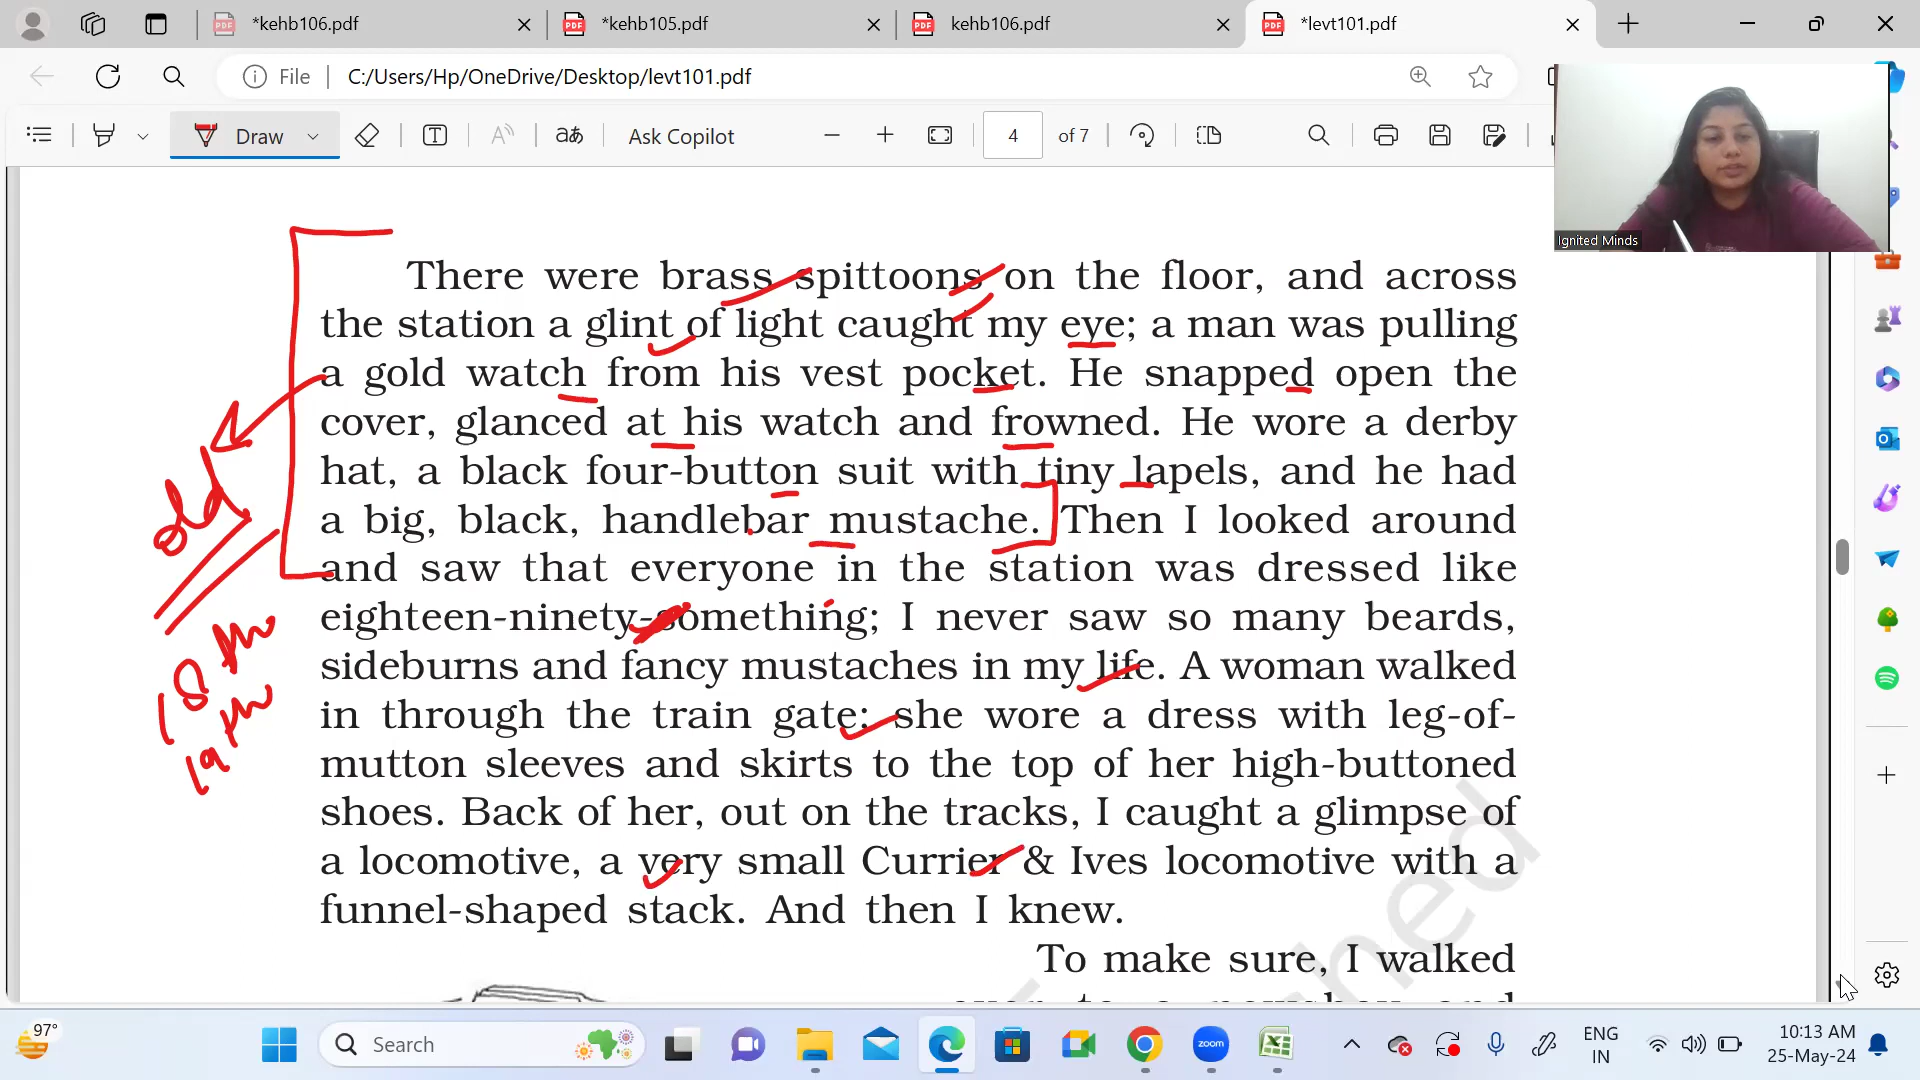 *kehb106.pdf
*kehb105.pdf
kehb106.pdf
*levt101.pdf
File
C:/Users/Hp/OneDrive/Desktop/levt101.pdf
Draw
Ask Copilot
4
of 7
Ignited Minds
There were brass spittoons on the floor, and across
the station a glint of light caught my eye; a man was pulling
a gold watch from his vest pocket. He snapped open the
cover, glanced at his watch and frowned. He wore a derby
hat, a black four-button suit with tiny lapels, and he had
a big, black, handlebar mustache. Then I looked around
and saw that everyone in the station was dressed like
eighteen-ninety-something; I never saw so many beards,
sideburns and fancy mustaches in my life. A woman walked
in through the train gate; she wore a dress with leg-of-
mutton sleeves and skirts to the top of her high-buttoned
shoes. Back of her, out on the tracks, I caught a glimpse of
a locomotive, a very small Currier & Ives locomotive with a
funnel-shaped stack. And then I knew.
To make sure, I walked
old
18th
19th
97°
Search
zoom
ENG
IN
10:13 AM
25-May-24